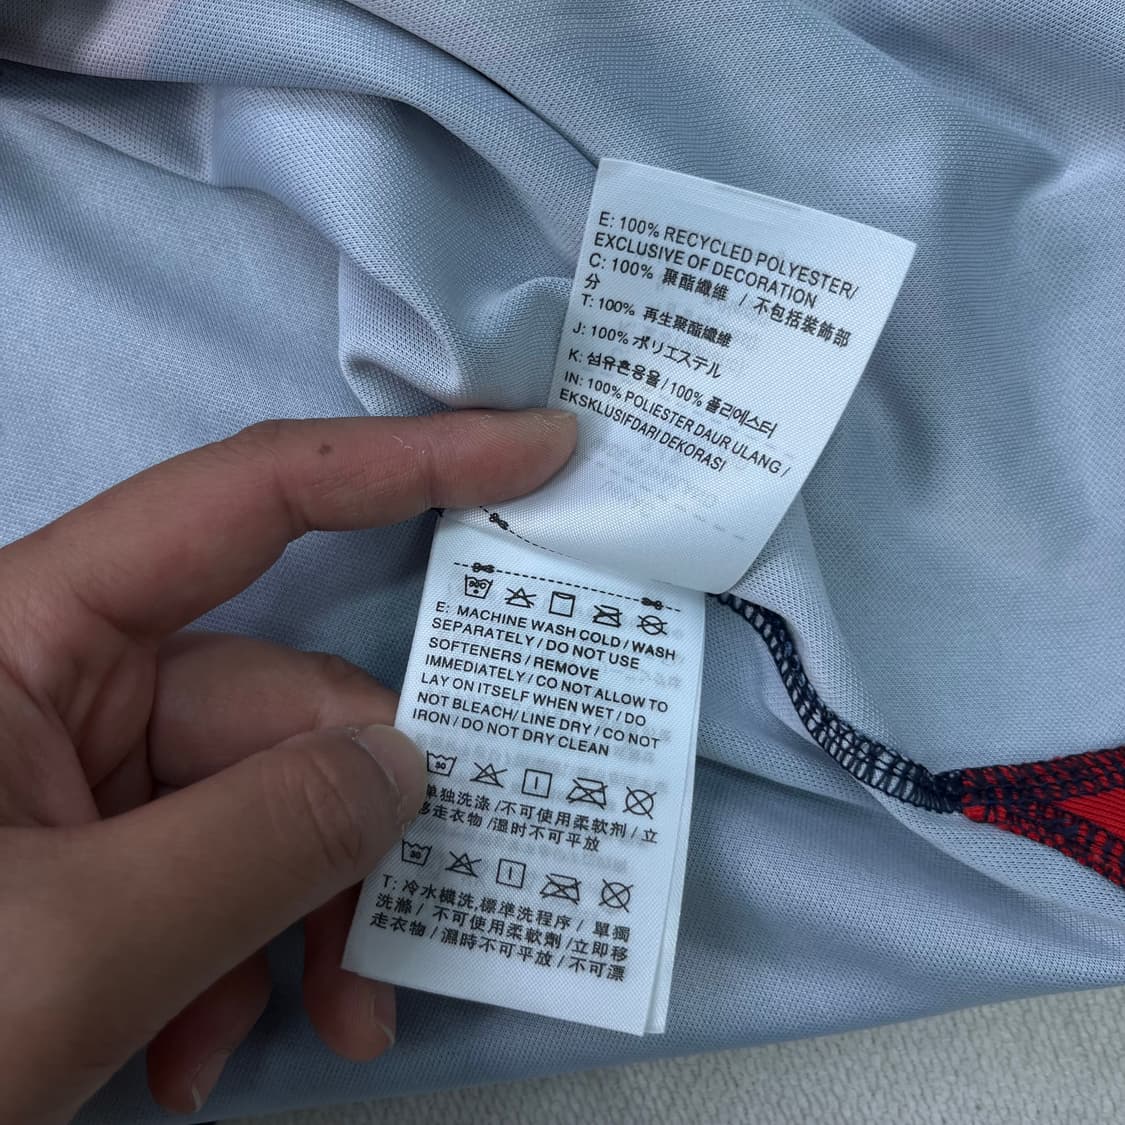 E: 100% RECYCLED POLYESTER/
EXCLUSIVE OF DECORATION
C: 100% 聚酯纖維 / 不包括裝飾部
分
T: 100% 再生聚酯纖維
J: 100% ポリエステル
K: 섬유혼용율/100% 폴리에스터
IN: 100% POLIESTER DAUR ULANG /
EKSKLUSIFDARI DEKORASI
E: MACHINE WASH COLD / WASH
SEPARATELY / DO NOT USE
SOFTENERS / REMOVE
IMMEDIATELY / CO NOT ALLOW TO
LAY ON ITSELF WHEN WET / DO
NOT BLEACH/ LINE DRY / CO NOT
IRON / DO NOT DRY CLEAN
30
单独洗涤 /不可使用柔软剂 / 立
移走衣物 /湿时不可平放
30
T: 冷水機洗,標準洗程序 / 單獨
洗滌 / 不可使用柔軟劑 /立即移
走衣物 / 濕時不可平放 / 不可漂